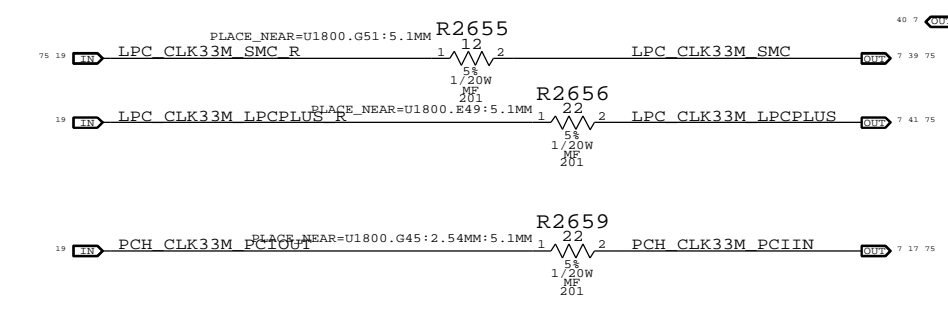 40 7 OUT
PLACE_NEAR=U1800.G51:5.1MM R2655
75 19 IN LPC_CLK33M_SMC_R 1 12 2 LPC_CLK33M_SMC OUT 7 39 75
5%
1/20W
MF
201
R2656
PLACE_NEAR=U1800.E49:5.1MM
19 IN LPC_CLK33M_LPCPLUS_R 1 22 2 LPC_CLK33M_LPCPLUS OUT 7 41 75
5%
1/20W
MF
201
R2659
PLACE_NEAR=U1800.G45:2.54MM:5.1MM
19 IN PCH_CLK33M_PCIOUT 1 22 2 PCH_CLK33M_PCIIN OUT 7 17 75
5%
1/20W
MF
201